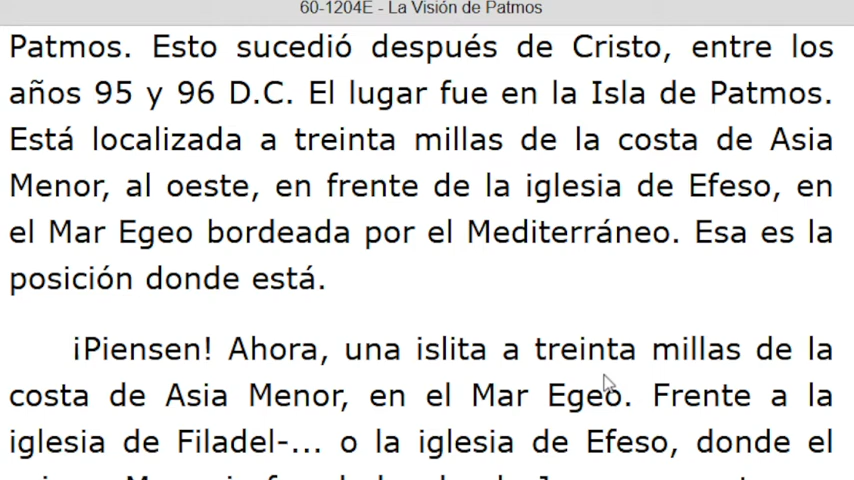 60-1204E - La Visión de Patmos
Patmos. Esto sucedió después de Cristo, entre los
años 95 y 96 D.C. El lugar fue en la Isla de Patmos.
Está localizada a treinta millas de la costa de Asia
Menor, al oeste, en frente de la iglesia de Efeso, en
el Mar Egeo bordeada por el Mediterráneo. Esa es la
posición donde está.
¡Piensen! Ahora, una islita a treinta millas de la
costa de Asia Menor, en el Mar Egeo. Frente a la
iglesia de Filadel-... o la iglesia de Efeso, donde el